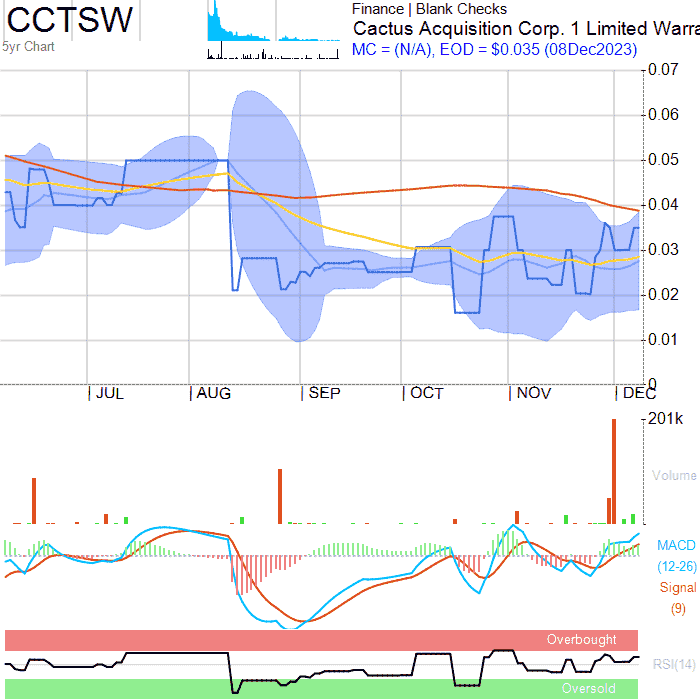 CCTSW
5yr Chart
Finance | Blank Checks
Cactus Acquisition Corp. 1 Limited Warra
MC = (N/A), EOD = $0.035 (08Dec2023)
0.07
0.06
0.05
0.04
0.03
0.02
0.01
0
JUL AUG SEP OCT NOV DEC
201k
Volume
MACD
(12-26)
Signal
(9)
Overbought
RSI(14)
Oversold